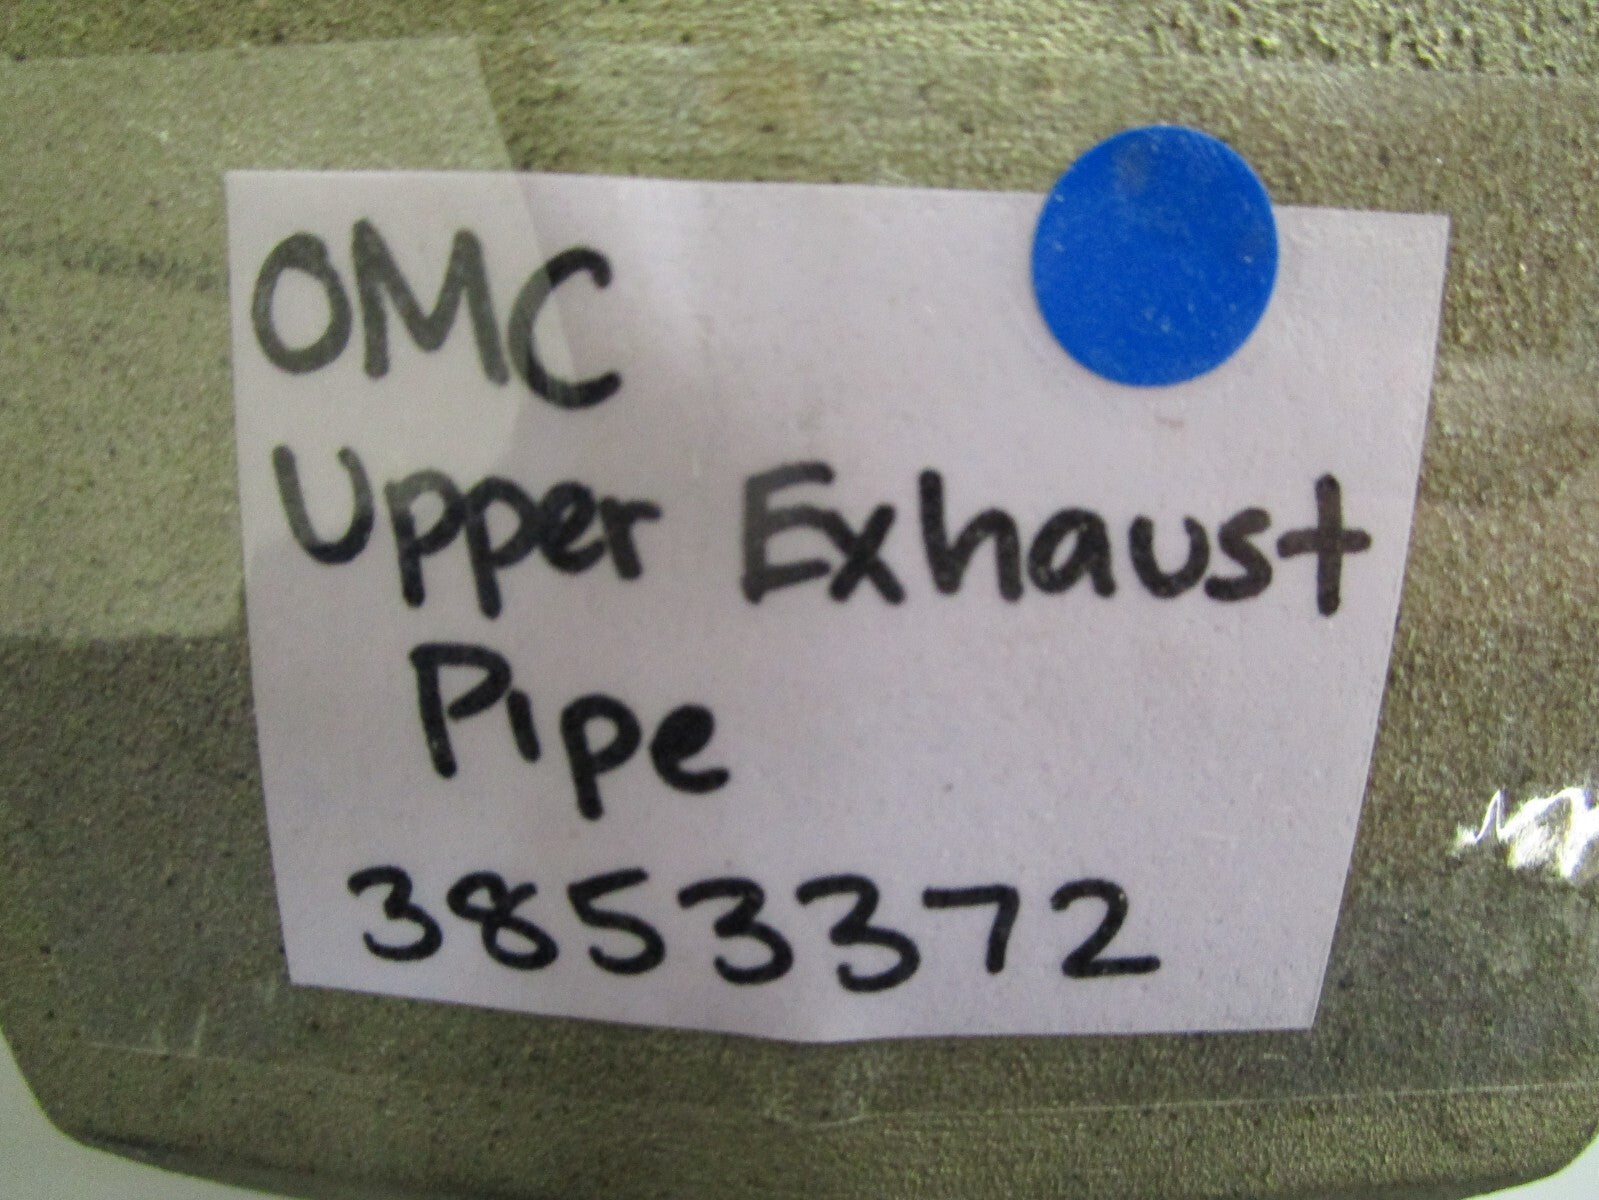 OMC
Upper Exhaust
Pipe
3853372